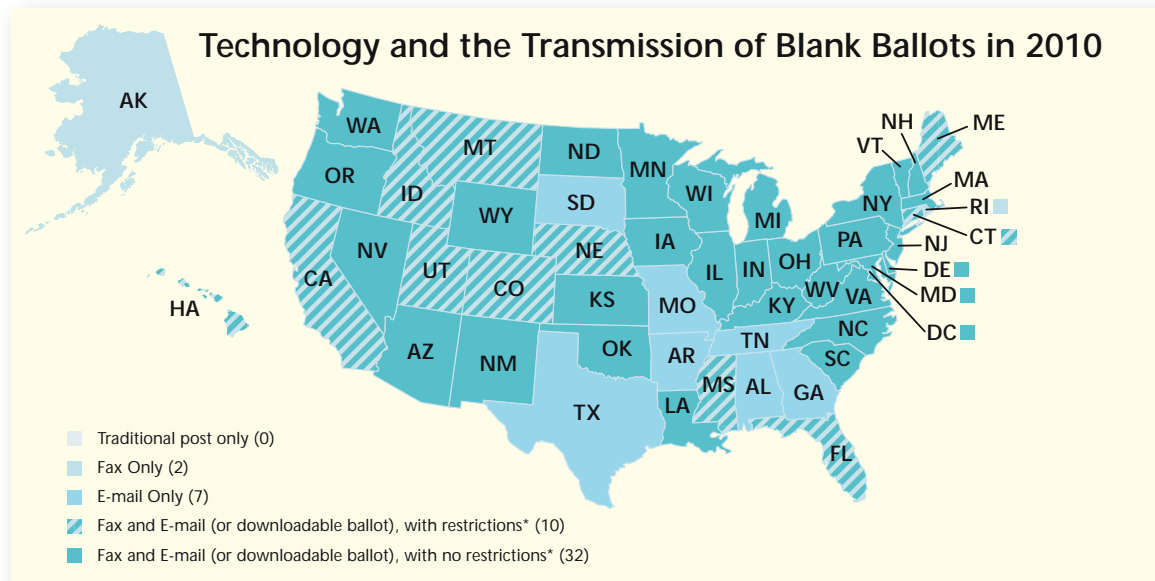 Technology and the Transmission of Blank Ballots in 2010
AK
WA
MT
ND
MN
NH
ME
VT
OR
ID
WY
SD
WI
MI
NY
MA
RI
CT
NV
UT
CO
NE
IA
IL
IN
OH
PA
NJ
DE
MD
DC
CA
KS
MO
KY
WV
VA
HA
AZ
NM
OK
AR
TN
NC
SC
TX
LA
MS
AL
GA
FL
Traditional post only (0)
Fax Only (2)
E-mail Only (7)
Fax and E-mail (or downloadable ballot), with restrictions* (10)
Fax and E-mail (or downloadable ballot), with no restrictions* (32)